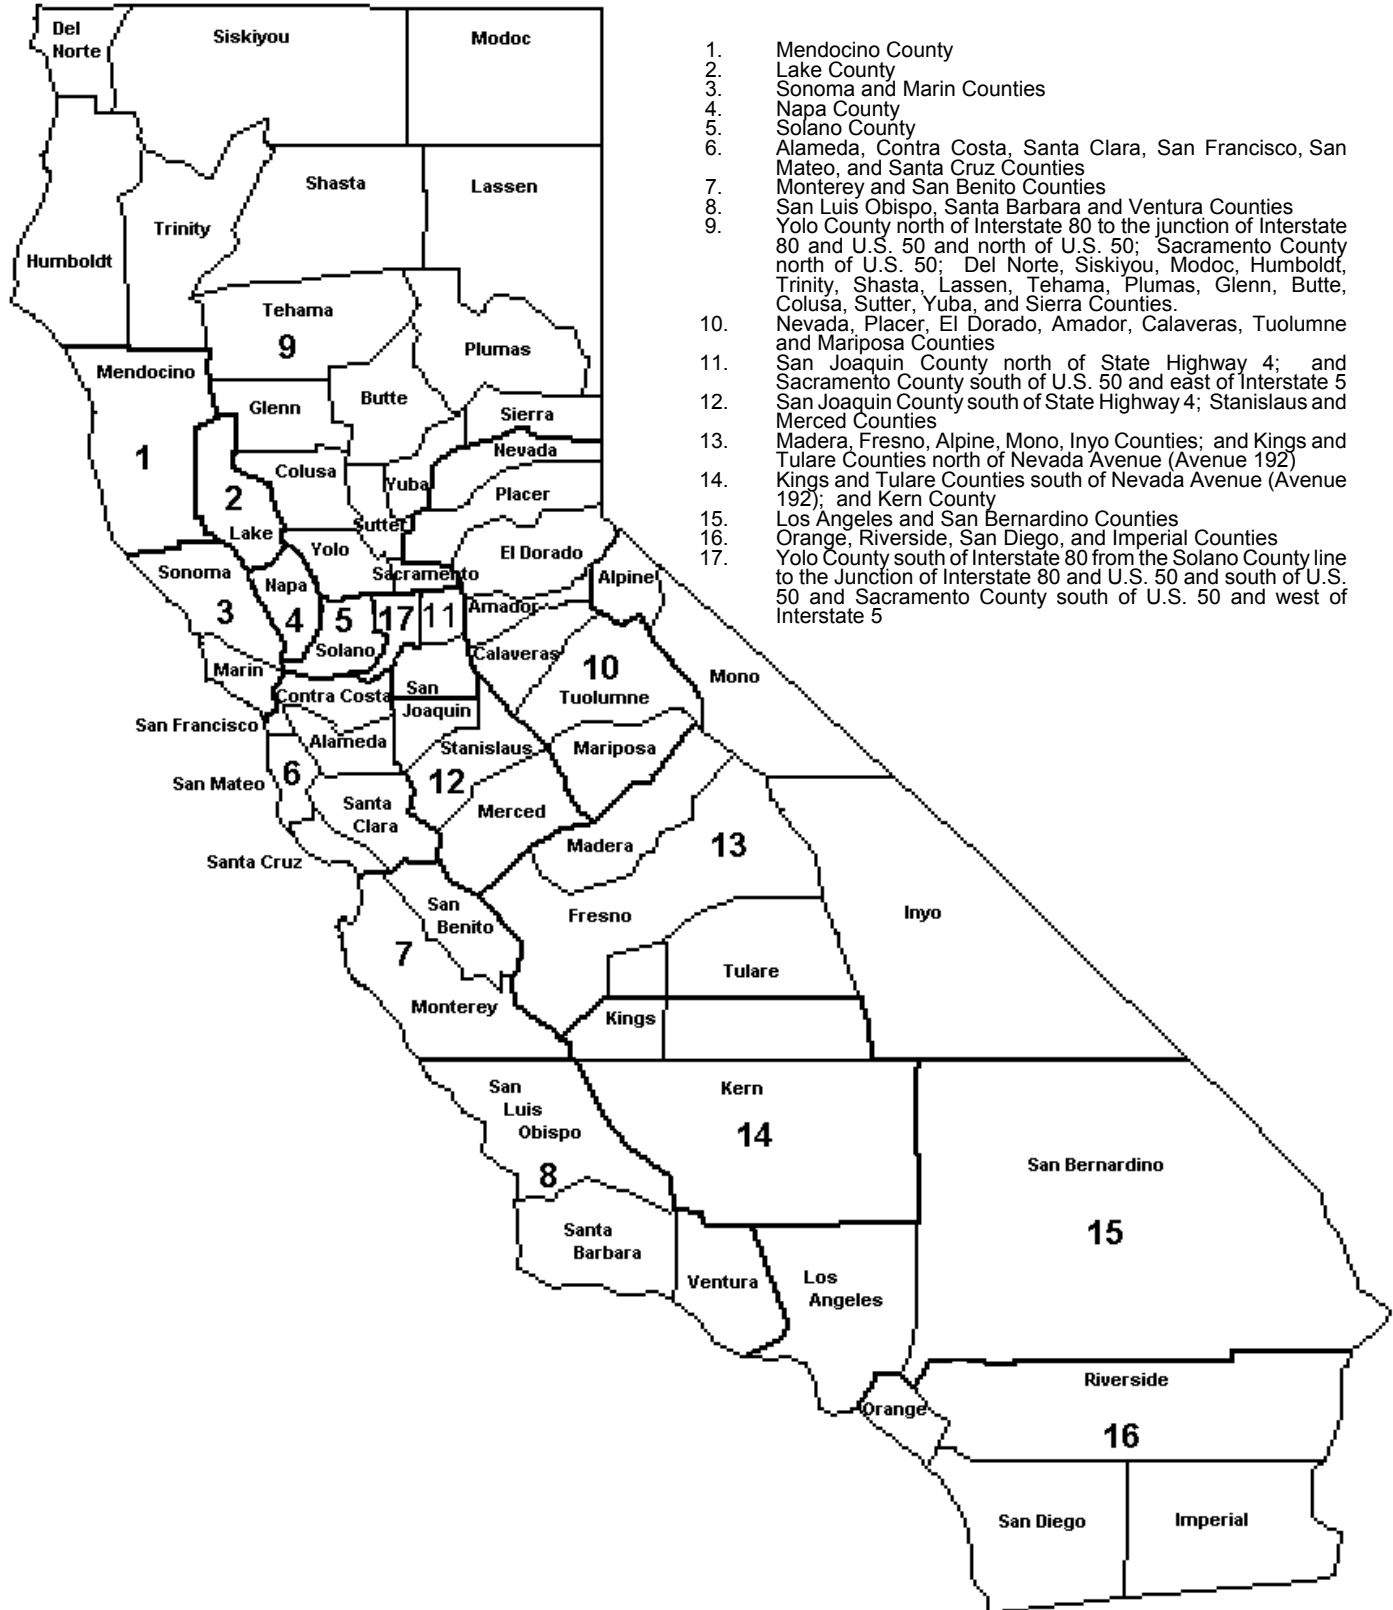 Del
Norte
Siskiyou
Modoc
1. Mendocino County
2. Lake County
3. Sonoma and Marin Counties
4. Napa County
5. Solano County
6. Alameda, Contra Costa, Santa Clara, San Francisco, San
Mateo, and Santa Cruz Counties
7. Monterey and San Benito Counties
8. San Luis Obispo, Santa Barbara and Ventura Counties
9. Yolo County north of Interstate 80 to the junction of Interstate
80 and U.S. 50 and north of U.S. 50; Sacramento County
north of U.S. 50; Del Norte, Siskiyou, Modoc, Humboldt,
Trinity, Shasta, Lassen, Tehama, Plumas, Glenn, Butte,
Colusa, Sutter, Yuba, and Sierra Counties.
10. Nevada, Placer, El Dorado, Amador, Calaveras, Tuolumne
and Mariposa Counties
11. San Joaquin County north of State Highway 4; and
Sacramento County south of U.S. 50 and east of Interstate 5
12. San Joaquin County south of State Highway 4; Stanislaus and
Merced Counties
13. Madera, Fresno, Alpine, Mono, Inyo Counties; and Kings and
Tulare Counties north of Nevada Avenue (Avenue 192)
14. Kings and Tulare Counties south of Nevada Avenue (Avenue
192); and Kern County
15. Los Angeles and San Bernardino Counties
16. Orange, Riverside, San Diego, and Imperial Counties
17. Yolo County south of Interstate 80 from the Solano County line
to the Junction of Interstate 80 and U.S. 50 and south of U.S.
50 and Sacramento County south of U.S. 50 and west of
Interstate 5
Shasta
Lassen
Trinity
Humboldt
Tehama
9
Plumas
Mendocino
Butte
Glenn
Sierra
1
Nevada
Colusa
Yuba
2
Placer
Sutter
Lake
Yolo
El Dorado
Sonoma
Napa
Sacramento
Alpine
3
4
5
17
11
Amador
Solano
Calaveras
Marin
10
Mono
Contra Costa
San
Tuolumne
Joaquin
San Francisco
Alameda
Stanislaus
Mariposa
San Mateo
6
12
Santa
Clara
Merced
Madera
13
Santa Cruz
San
Benito
Fresno
Inyo
7
Tulare
Monterey
Kings
San
Luis
Obispo
Kern
14
8
San Bernardino
15
Santa
Barbara
Ventura
Los
Angeles
Riverside
Orange
16
San Diego
Imperial